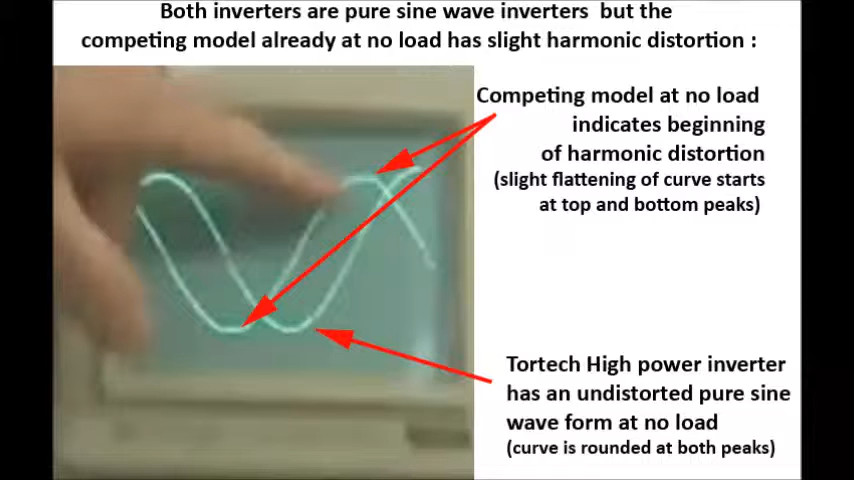 Both inverters are pure sine wave inverters but the
competing model already at no load has slight harmonic distortion :
Competing model at no load
indicates beginning
of harmonic distortion
(slight flattening of curve starts
at top and bottom peaks)
Tortech High power inverter
has an undistorted pure sine
wave form at no load
(curve is rounded at both peaks)